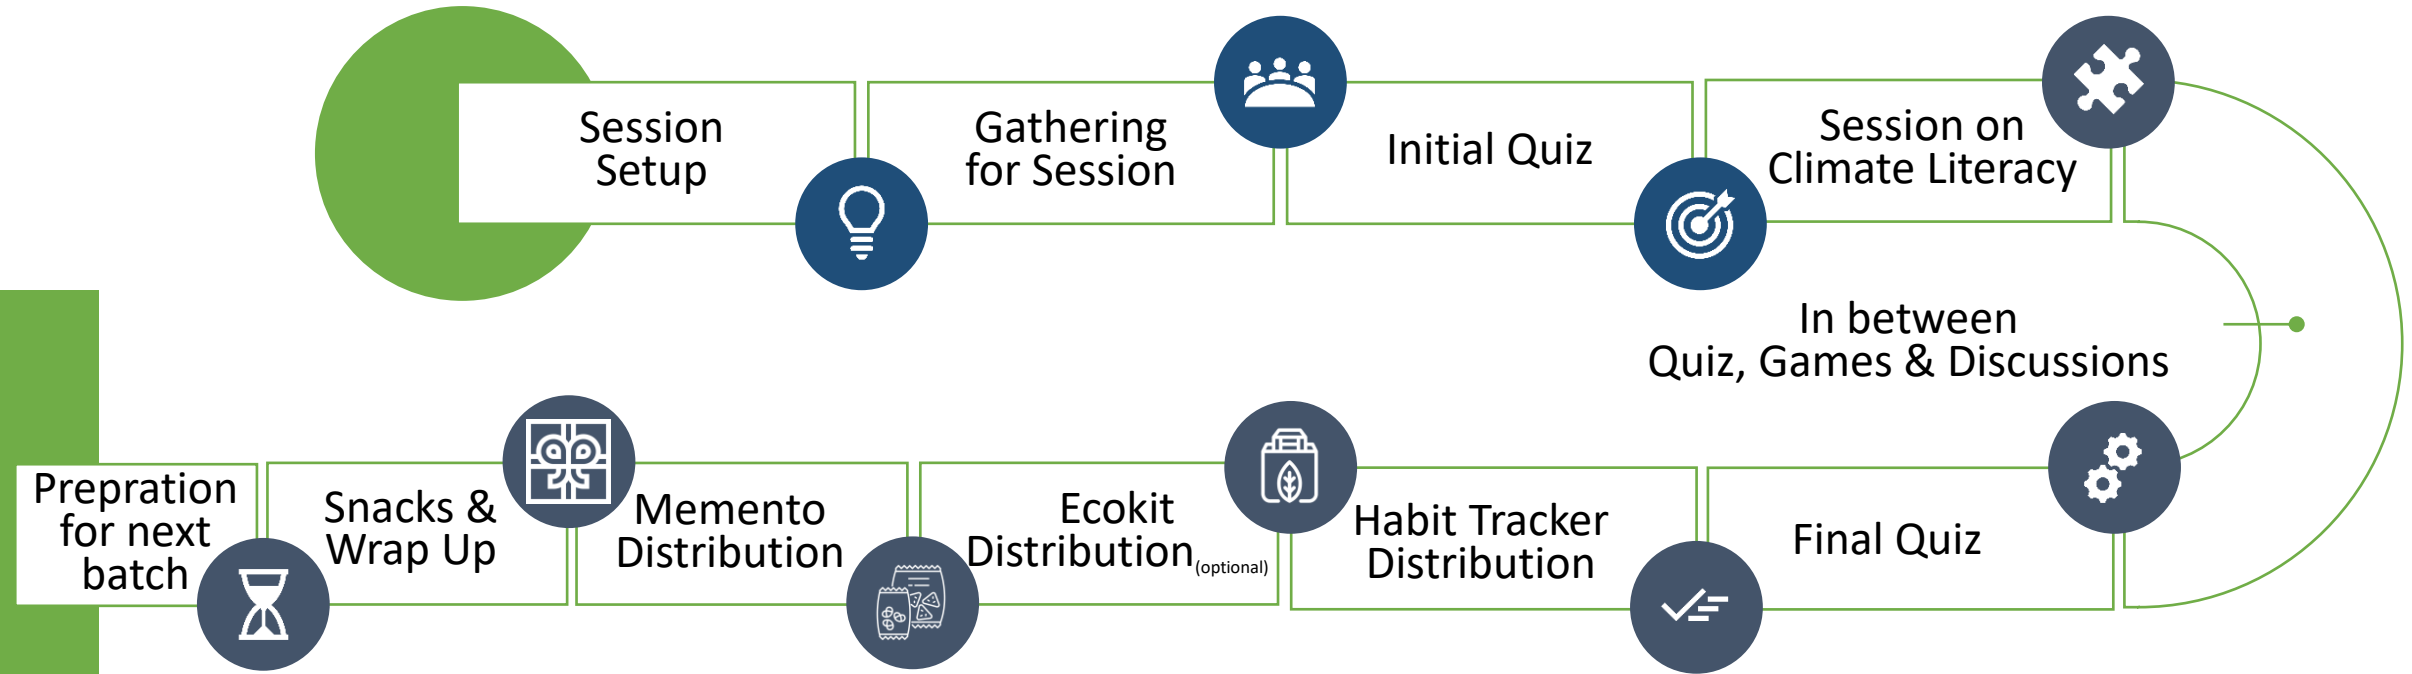 Session
Setup
Gathering
for Session
Initial Quiz
Session on
Climate Literacy
In between
Quiz, Games & Discussions
Final Quiz
Habit Tracker
Distribution
Ecokit
Distribution(optional)
Memento
Distribution
Snacks &
Wrap Up
Prepration
for next
batch